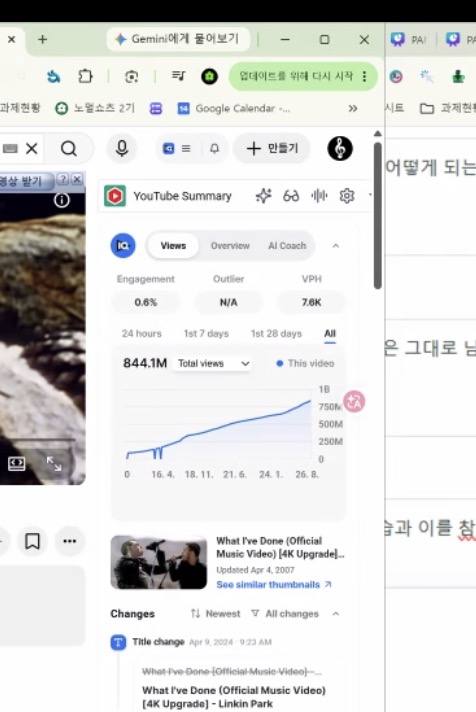 Gemini에게 물어보기
PA
업데이트를 위해 다시 시작
과제현황
노멀쇼츠 2기
Google Calendar -...
시트
과제현
만들기
어떻게 되는
영상 받기
YouTube Summary
Views
Overview
AI Coach
Engagement
Outlier
VPH
0.6%
N/A
7.6K
24 hours
1st 7 days
1st 28 days
All
은 그대로 남
844.1M
Total views
This video
1B
750M
500M
250M
0
0
16. 4.
18. 11.
21. 6.
24. 1.
26. 8.
습과 이를 참
What I've Done (Official
Music Video) [4K Upgrade]...
Updated Apr 4, 2007
See similar thumbnails
Changes
Newest
All changes
Title change
Apr 9, 2024 · 9:23 AM
What I've Done [Official Music Video] -...
What I've Done (Official Music Video)
[4K Upgrade] - Linkin Park